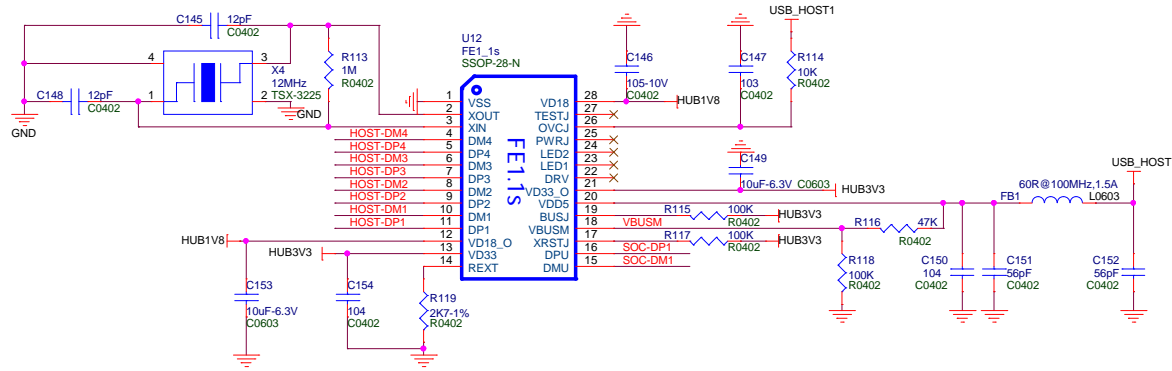 C145
12pF
C0402
4
3
X4
12MHz
TSX-3225
1
2
GND
C148
12pF
C0402
GND
R113
1M
R0402
U12
FE1_1s
SSOP-28-N
FE1.1s
1
VSS
2
XOUT
3
XIN
HOST-DM4
4
DM4
HOST-DP4
5
DP4
HOST-DM3
6
DM3
HOST-DP3
7
DP3
HOST-DM2
8
DM2
HOST-DP2
9
DP2
HOST-DM1
10
DM1
HOST-DP1
11
DP1
HUB1V8
12
VD18_O
HUB3V3
13
VD33
14
REXT
28
VD18
27
TESTJ
26
OVCJ
25
PWRJ
24
LED2
23
LED1
22
DRV
21
VD33_O
20
VDD5
19
BUSJ
18
VBUSM
17
XRSTJ
16
DPU
15
DMU
C146
105-10V
C0402
HUB1V8
C147
103
C0402
USB_HOST1
R114
10K
R0402
C149
10uF-6.3V C0603
HUB3V3
R115
100K
R0402
HUB3V3
VBUSM
R116
47K
R0402
R117
100K
R0402
HUB3V3
SOC-DP1
SOC-DM1
R118
100K
R0402
C150
104
C0402
C151
56pF
C0402
USB_HOST
60R@100MHz,1.5A
FB1
L0603
C152
56pF
C0402
C153
10uF-6.3V
C0603
C154
104
C0402
R119
2K7-1%
R0402